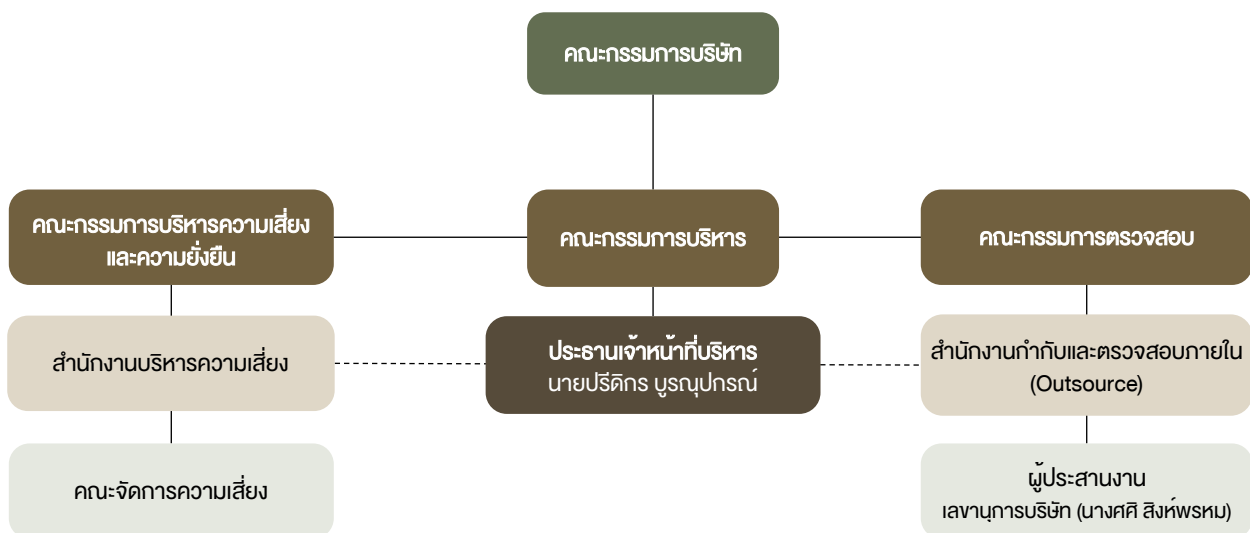 คณะกรรมการบริษัท
คณะกรรมการบริหารความเสี่ยง
และความยั่งยืน
คณะกรรมการบริหาร
คณะกรรมการตรวจสอบ
สำนักงานบริหารความเสี่ยง
ประธานเจ้าหน้าที่บริหาร
นายปรีดิกร บูรณุปกรณ์
สำนักงานกำกับและตรวจสอบภายใน
(Outsource)
คณะจัดการความเสี่ยง
ผู้ประสานงาน
เลขานุการบริษัท (นางศศิ สิงห์พรหม)